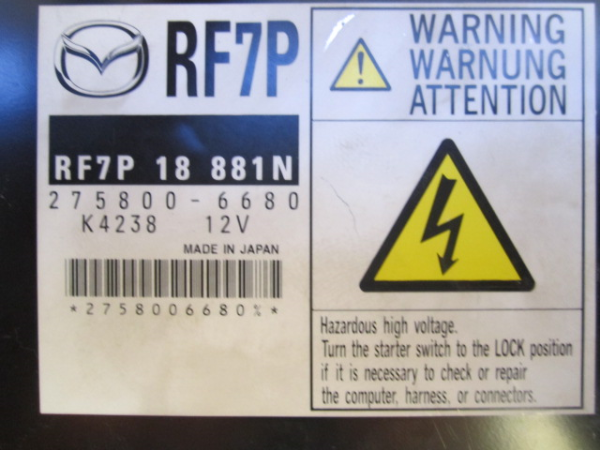 RF7P
RF7P 18 881N
275800-6680
K4238 12V
MADE IN JAPAN
*2758006680%*
WARNING
WARNUNG
ATTENTION
Hazardous high voltage.
Turn the starter switch to the LOCK position
if it is necessary to check or repair
the computer, harness, or connectors.